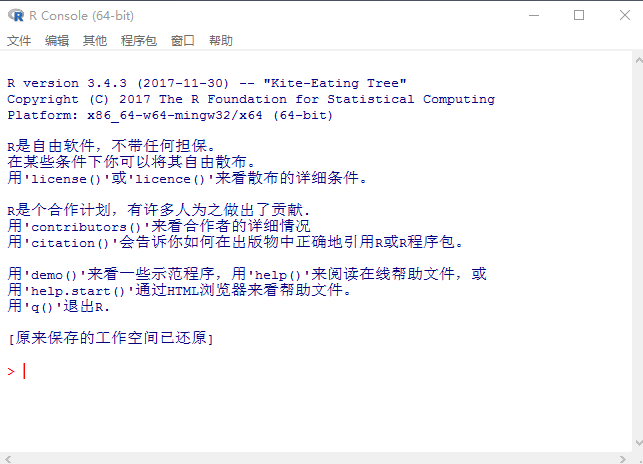 R Console (64-bit)
文件 编辑 其他 程序包 窗口 帮助
R version 3.4.3 (2017-11-30) -- "Kite-Eating Tree"
Copyright (C) 2017 The R Foundation for Statistical Computing
Platform: x86_64-w64-mingw32/x64 (64-bit)
R是自由软件，不带任何担保。
在某些条件下你可以将其自由散布。
用'license()'或'licence()'来看散布的详细条件。
R是个合作计划，有许多人为之做出了贡献.
用'contributors()'来看合作者的详细情况
用'citation()'会告诉你如何在出版物中正确地引用R或R程序包。
用'demo()'来看一些示范程序，用'help()'来阅读在线帮助文件，或
用'help.start()'通过HTML浏览器来看帮助文件。
用'q()'退出R.
[原来保存的工作空间已还原]
>